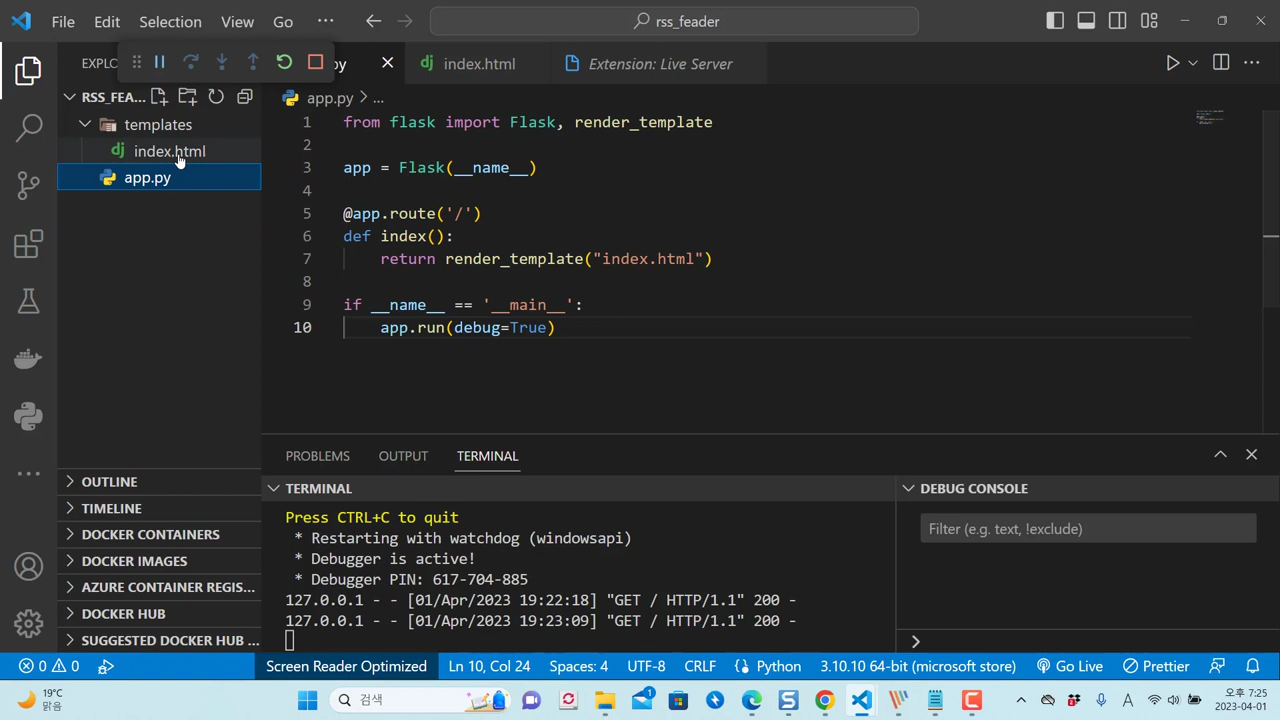 File Edit Selection View Go ··· rss_feader
EXPLO py index.html Extension: Live Server
RSS_FEA... app.py > ...
templates
index.html
app.py
1 from flask import Flask, render_template
2
3 app = Flask(__name__)
4
5 @app.route('/')
6 def index():
7 return render_template("index.html")
8
9 if __name__ == '__main__':
10 app.run(debug=True)
OUTLINE
TIMELINE
DOCKER CONTAINERS
DOCKER IMAGES
AZURE CONTAINER REGIS...
DOCKER HUB
SUGGESTED DOCKER HUB ...
PROBLEMS OUTPUT TERMINAL
TERMINAL
Press CTRL+C to quit
* Restarting with watchdog (windowsapi)
* Debugger is active!
* Debugger PIN: 617-704-885
127.0.0.1 - - [01/Apr/2023 19:22:18] "GET / HTTP/1.1" 200 -
127.0.0.1 - - [01/Apr/2023 19:23:09] "GET / HTTP/1.1" 200 -
DEBUG CONSOLE
Filter (e.g. text, !exclude)
0 0 Screen Reader Optimized Ln 10, Col 24 Spaces: 4 UTF-8 CRLF Python 3.10.10 64-bit (microsoft store) Go Live Prettier
19°C
맑음
검색
1
A
오후 7:25
2023-04-01